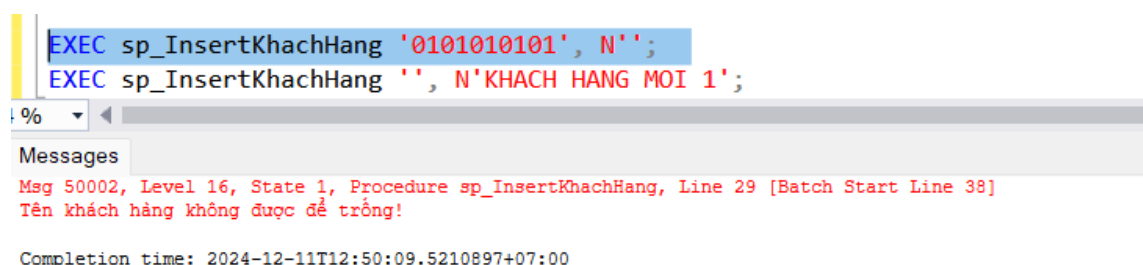 EXEC sp_InsertKhachHang '0101010101', N'';
EXEC sp_InsertKhachHang '', N'KHACH HANG MOI 1';
%
Messages
Msg 50002, Level 16, State 1, Procedure sp_InsertKhachHang, Line 29 [Batch Start Line 38]
Tên khách hàng không được để trống!
Completion time: 2024-12-11T12:50:09.5210897+07:00